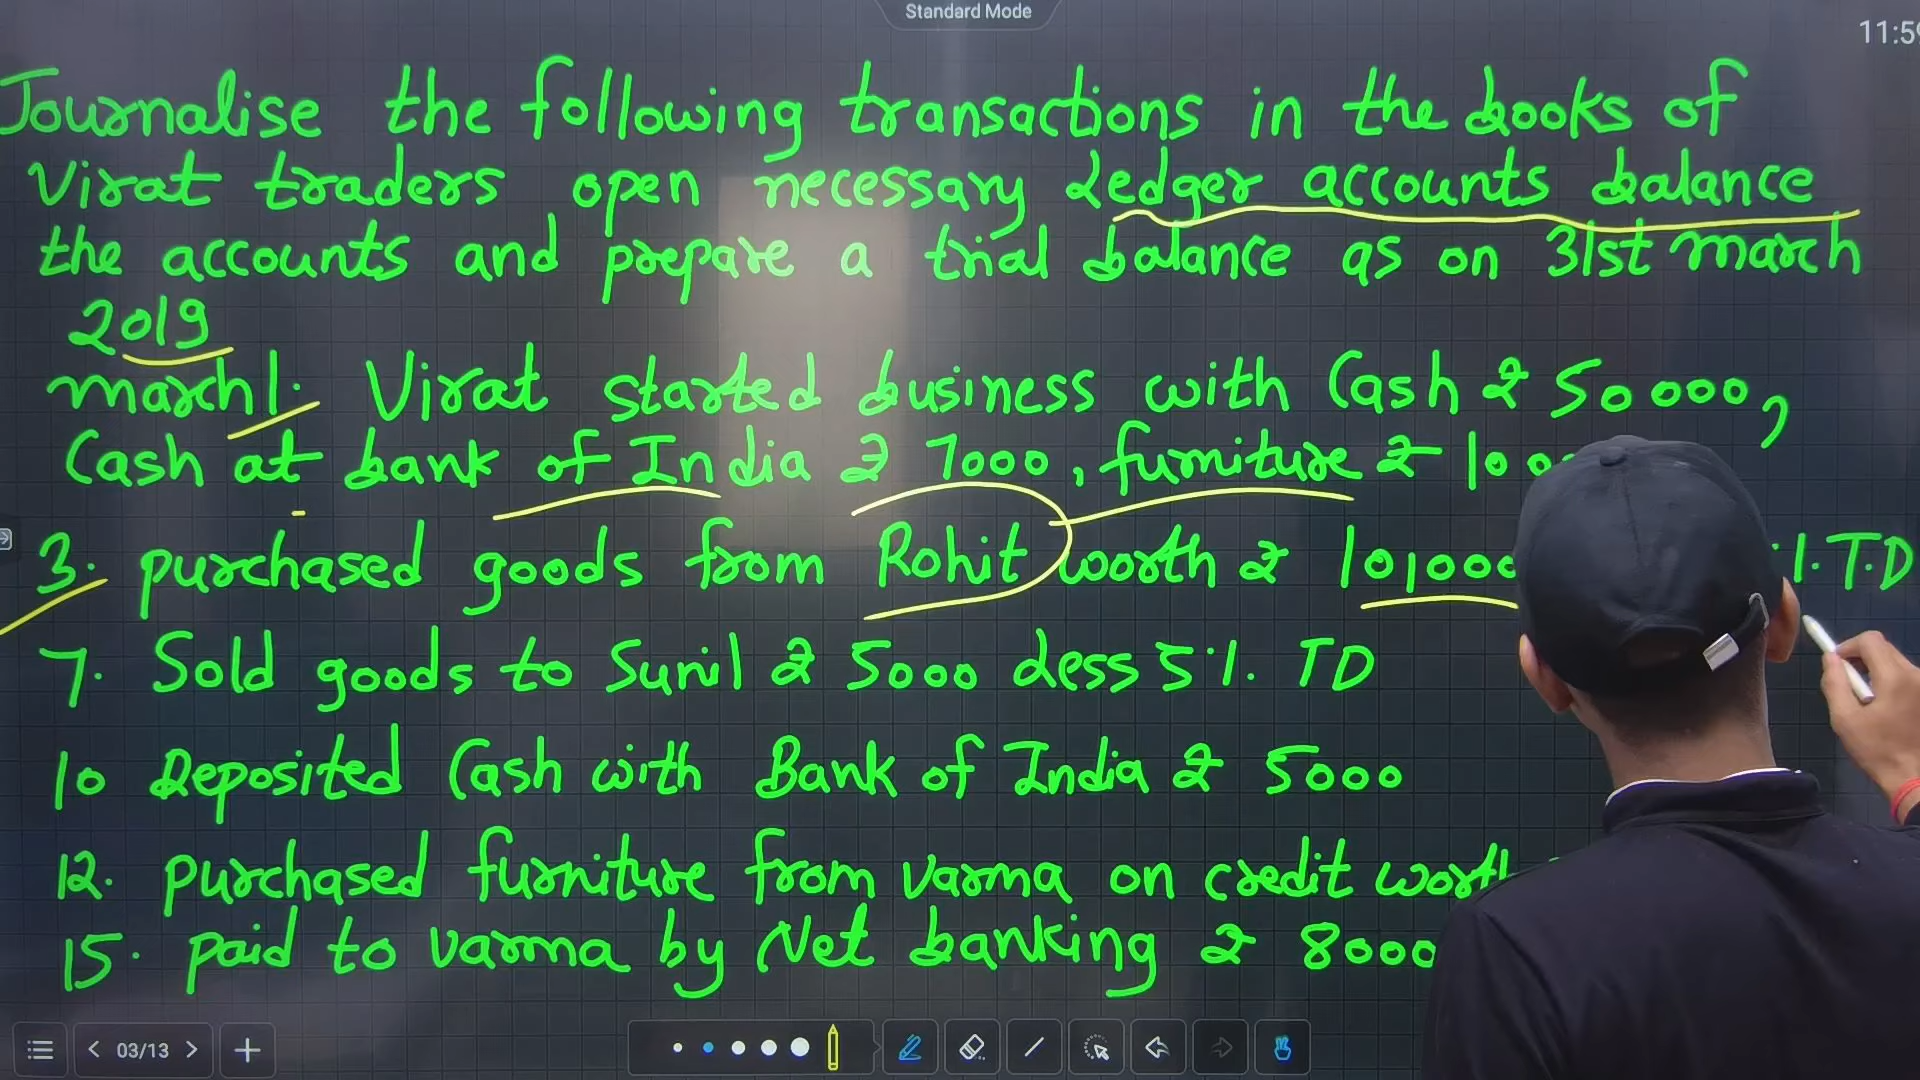 Standard Mode
11:5
Journalise the following transactions in the books of
Virat traders open necessary Ledger accounts balance
the accounts and prepare a trial balance as on 31st march
2019
march 1. Virat started business with Cash ₹ 50000,
Cash at bank of India ₹ 7000, furniture ₹
3. purchased goods from Rohit worth ₹ T.D
7. Sold goods to Sunil ₹ 5000 Less 5%. TD
10 Deposited Cash with Bank of India ₹ 5000
12. purchased furniture from varma on credit worth
15. paid to varma by Net banking ₹ 8000
03/13